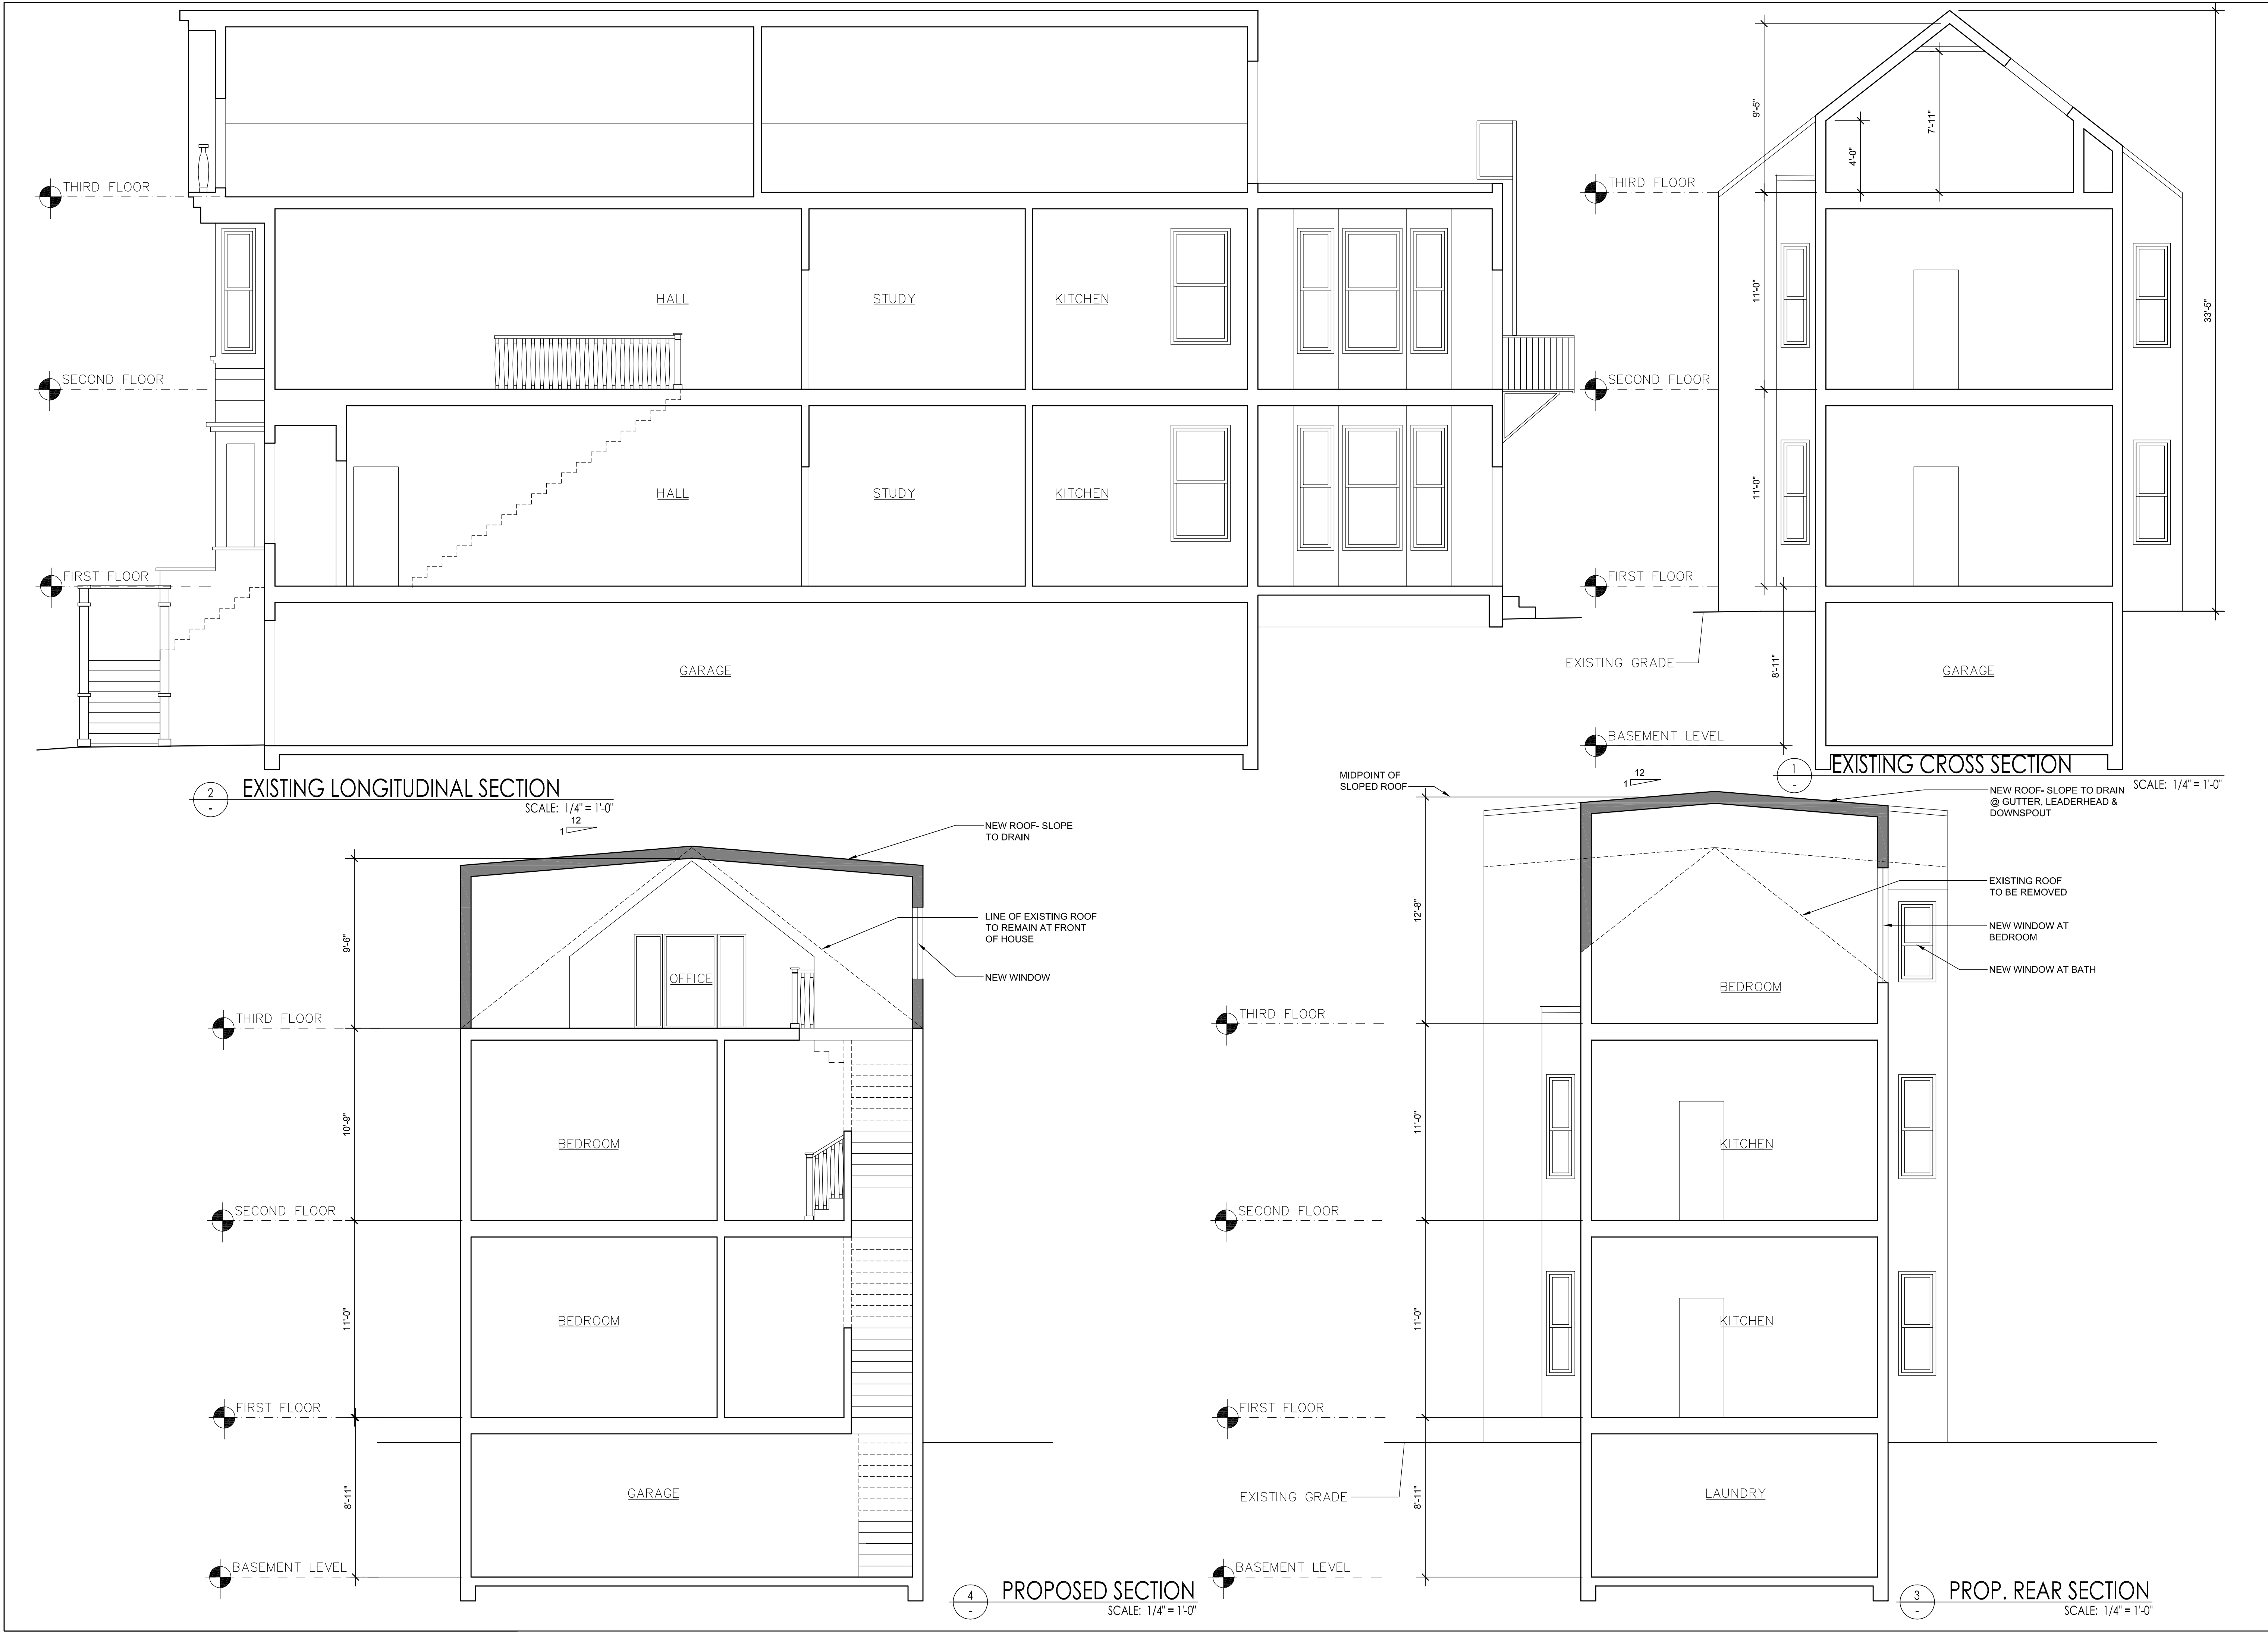 THIRD FLOOR
HALL
STUDY
KITCHEN
SECOND FLOOR
HALL
STUDY
KITCHEN
FIRST FLOOR
GARAGE
2
-
EXISTING LONGITUDINAL SECTION
SCALE: 1/4" = 1'-0"
9'-5"
7'-11"
4'-0"
THIRD FLOOR
11'-0"
33'-5"
SECOND FLOOR
11'-0"
FIRST FLOOR
EXISTING GRADE
8'-11"
GARAGE
BASEMENT LEVEL
1
-
EXISTING CROSS SECTION
SCALE: 1/4" = 1'-0"
12
1
NEW ROOF- SLOPE
TO DRAIN
9'-6"
LINE OF EXISTING ROOF
TO REMAIN AT FRONT
OF HOUSE
OFFICE
NEW WINDOW
THIRD FLOOR
10'-9"
BEDROOM
SECOND FLOOR
11'-0"
BEDROOM
FIRST FLOOR
8'-11"
GARAGE
BASEMENT LEVEL
4
-
PROPOSED SECTION
SCALE: 1/4" = 1'-0"
MIDPOINT OF
SLOPED ROOF
12
1
NEW ROOF- SLOPE TO DRAIN
@ GUTTER, LEADERHEAD &
DOWNSPOUT
12'-8"
EXISTING ROOF
TO BE REMOVED
NEW WINDOW AT
BEDROOM
NEW WINDOW AT BATH
BEDROOM
THIRD FLOOR
11'-0"
KITCHEN
SECOND FLOOR
11'-0"
KITCHEN
FIRST FLOOR
EXISTING GRADE
8'-11"
LAUNDRY
BASEMENT LEVEL
3
-
PROP. REAR SECTION
SCALE: 1/4" = 1'-0"